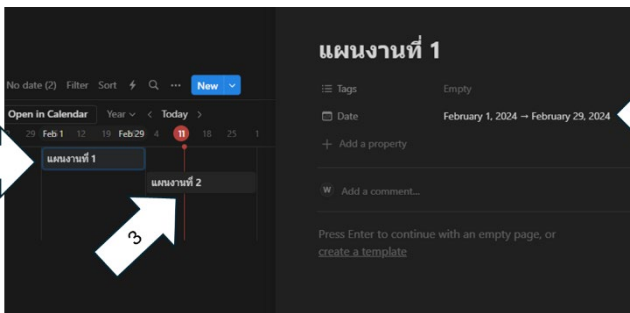 No date (2) Filter Sort ... New
Open in Calendar Year < Today >
29 Feb 1 12 19 Feb 29 4 11 18 25 1
แผนงานที่ 1
แผนงานที่ 2
3
แผนงานที่ 1
Tags Empty
Date February 1, 2024 → February 29, 2024
+ Add a property
W Add a comment...
Press Enter to continue with an empty page, or
create a template